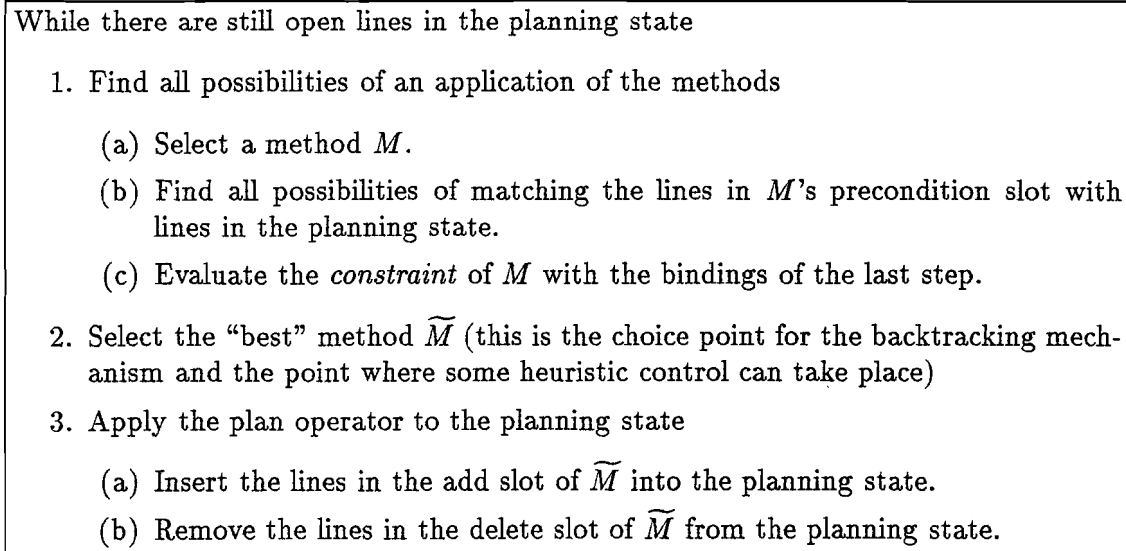 While there are still open lines in the planning state
1. Find all possibilities of an application of the methods
(a) Select a method M.
(b) Find all possibilities of matching the lines in M's precondition slot with
lines in the planning state.
(c) Evaluate the constraint of M with the bindings of the last step.
2. Select the “best” method M̃ (this is the choice point for the backtracking mech-
anism and the point where some heuristic control can take place)
3. Apply the plan operator to the planning state
(a) Insert the lines in the add slot of M̃ into the planning state.
(b) Remove the lines in the delete slot of M̃ from the planning state.